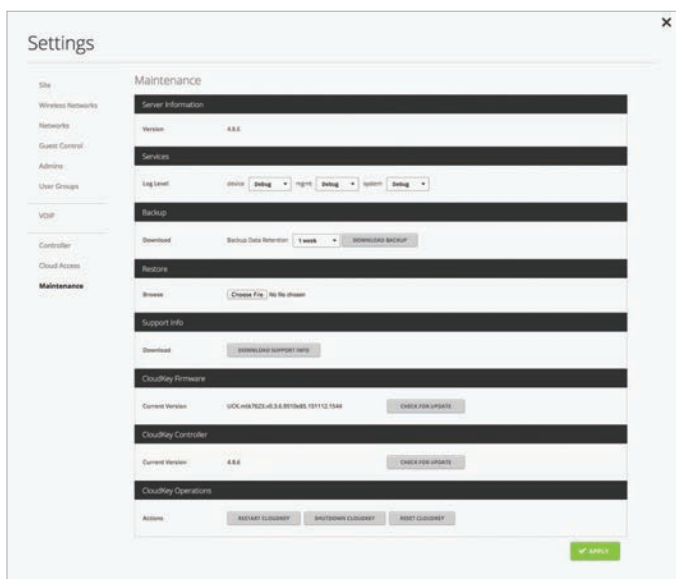 Settings
Site
Wireless Networks
Networks
Guest Control
Admins
User Groups
VOIP
Controller
Cloud Access
Maintenance
Maintenance
Server Information
Version 4.8.6
Services
Log Level device Debug mgmt Debug system Debug
Backup
Download Backup Data Retention 1 week DOWNLOAD BACKUP
Restore
Browse Choose File No file chosen
Support Info
Download DOWNLOAD SUPPORT INFO
CloudKey Firmware
Current Version CHECK FOR UPDATE
CloudKey Controller
Current Version 4.8.6 CHECK FOR UPDATE
CloudKey Operations
Actions RESTART CLOUDKEY SHUTDOWN CLOUDKEY RESET CLOUDKEY
APPLY